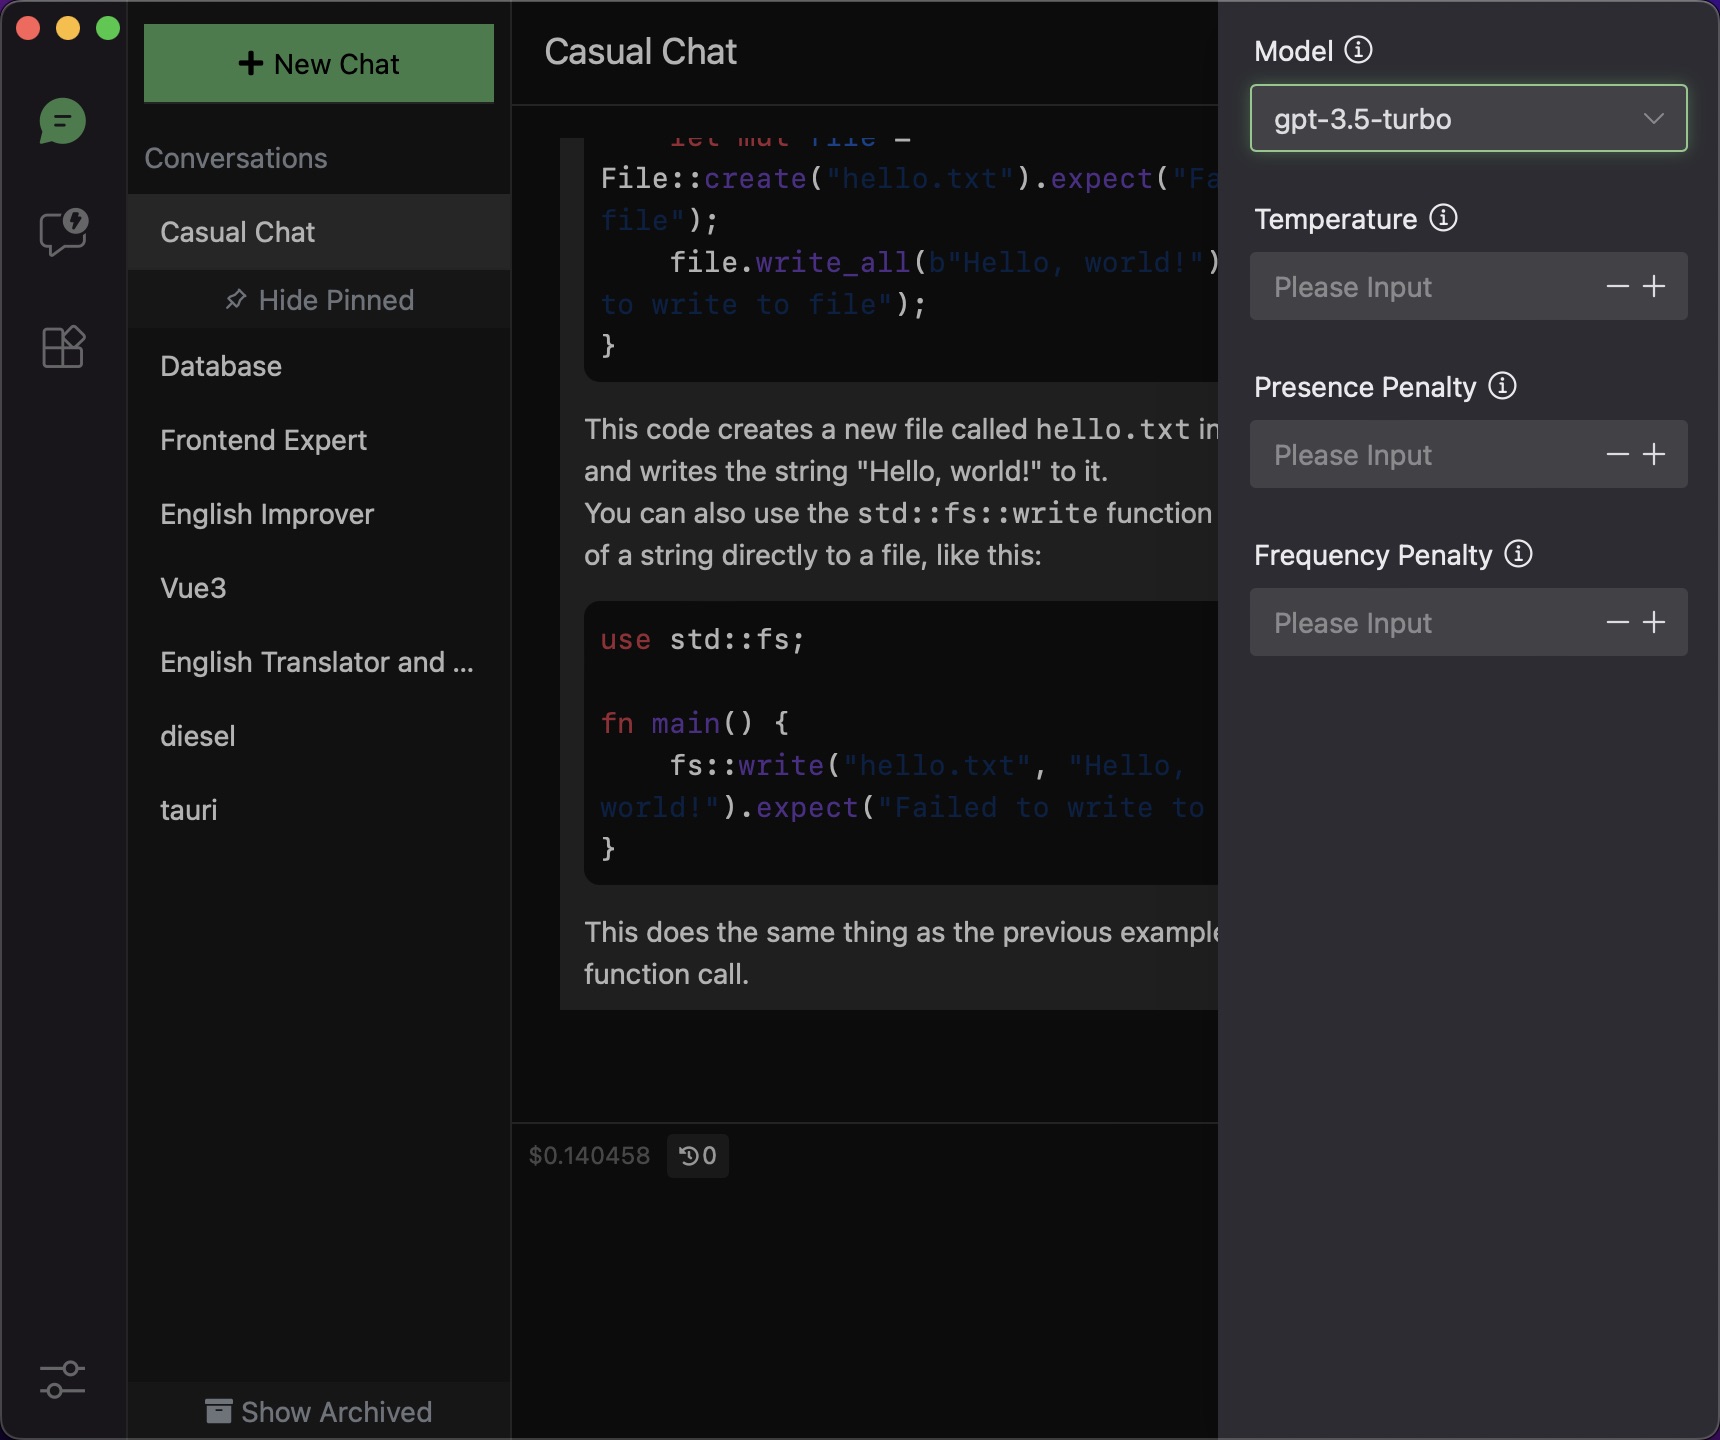 New Chat
Conversations
Casual Chat
Hide Pinned
Database
Frontend Expert
English Improver
Vue3
English Translator and ...
diesel
tauri
Show Archived
Casual Chat
let mut file =
File::create("hello.txt").expect("Fa
file");
file.write_all(b"Hello, world!")
to write to file");
}
This code creates a new file called hello.txt in
and writes the string "Hello, world!" to it.
You can also use the std::fs::write function
of a string directly to a file, like this:
use std::fs;
fn main() {
fs::write("hello.txt", "Hello,
world!").expect("Failed to write to
}
This does the same thing as the previous example
function call.
$0.140458
0
Model
gpt-3.5-turbo
Temperature
Please Input
Presence Penalty
Please Input
Frequency Penalty
Please Input